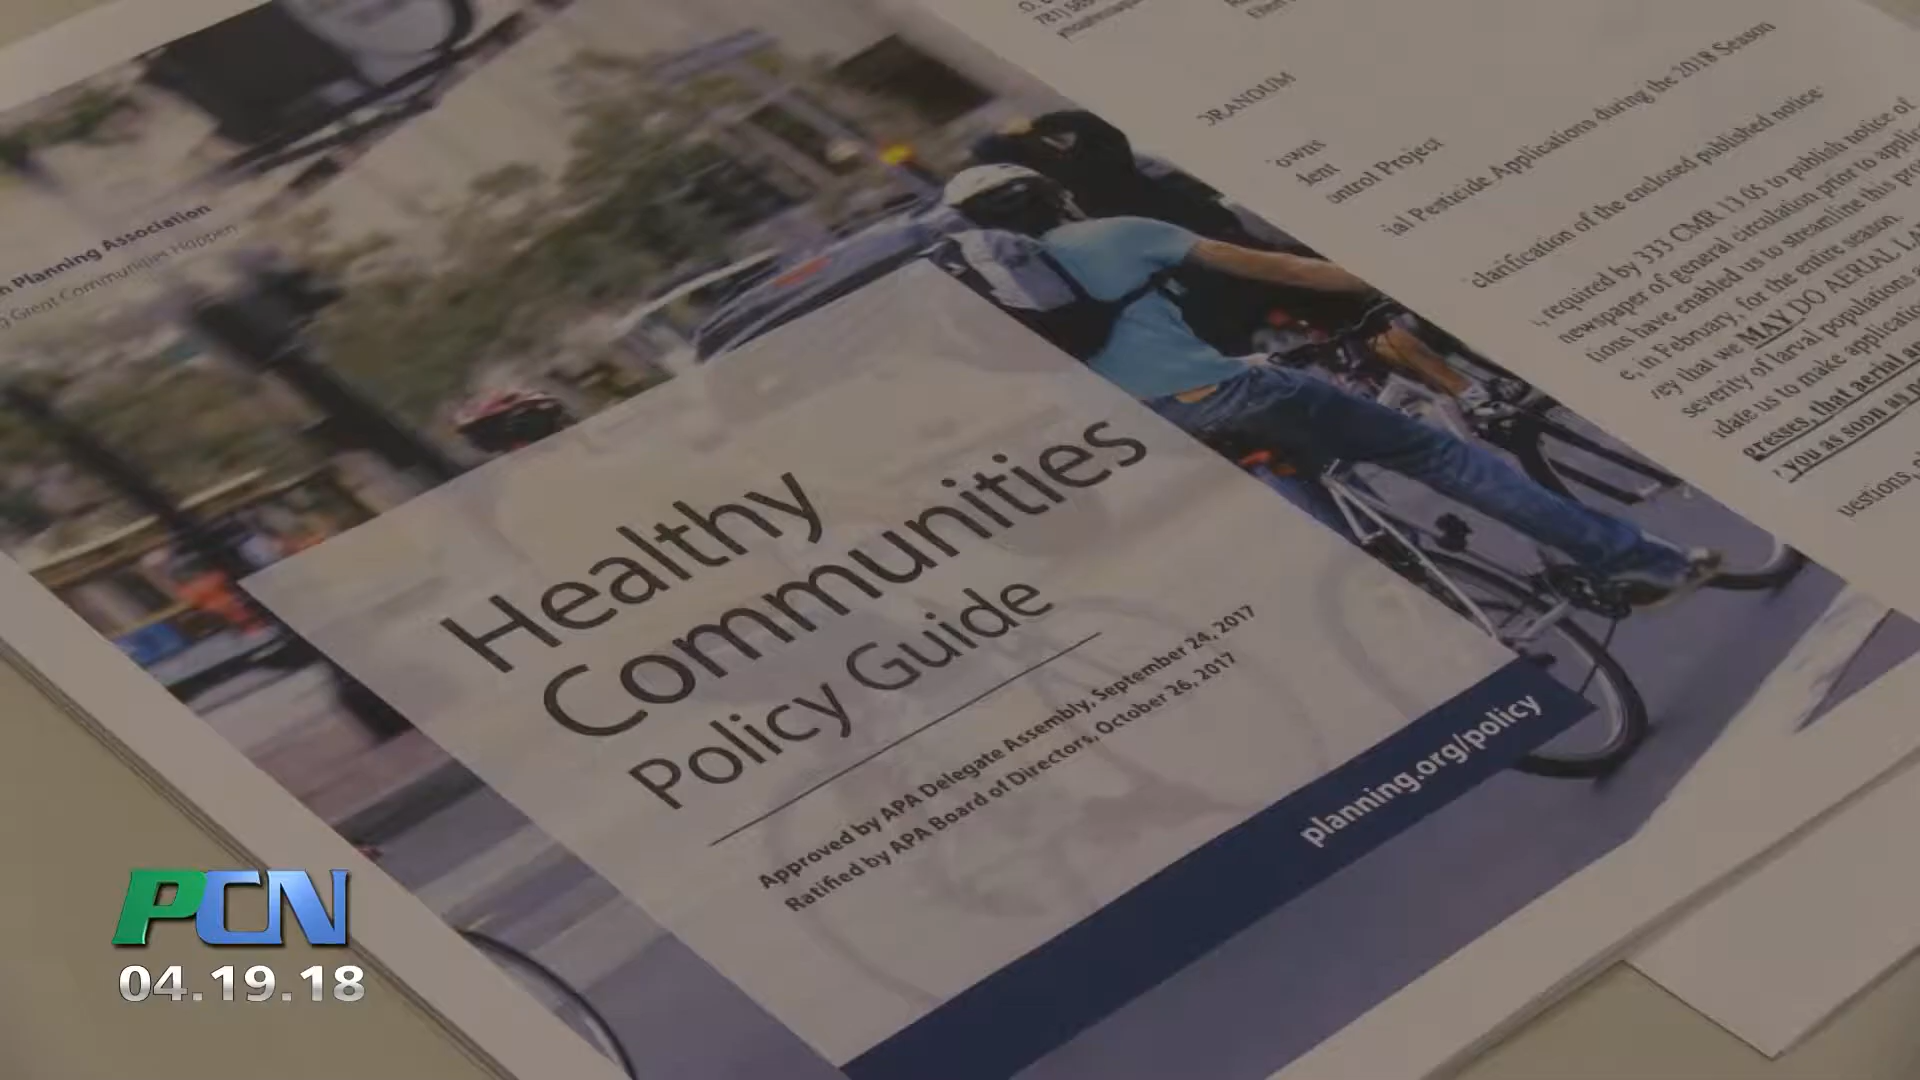 n Planning Association
g Great Communities Happen
Healthy
Communities
Policy Guide
Approved by APA Delegate Assembly, September 24, 2017
Ratified by APA Board of Directors, October 26, 2017
planning.org/policy
ORANDUM
owns
dent
ontrol Project
ial Pesticide Applications during the 2018 Season
clarification of the enclosed published notice:
required by 333 CMR 13.05 to publish notice of
newspaper of general circulation prior to applic
tions have enabled us to streamline this pro
e, in February, for the entire season.
ey that we MAY DO AERIAL LA
severity of larval populations a
date us to make application
gresses, that aerial a
you as soon as p
uestions,
PCN
04.19.18